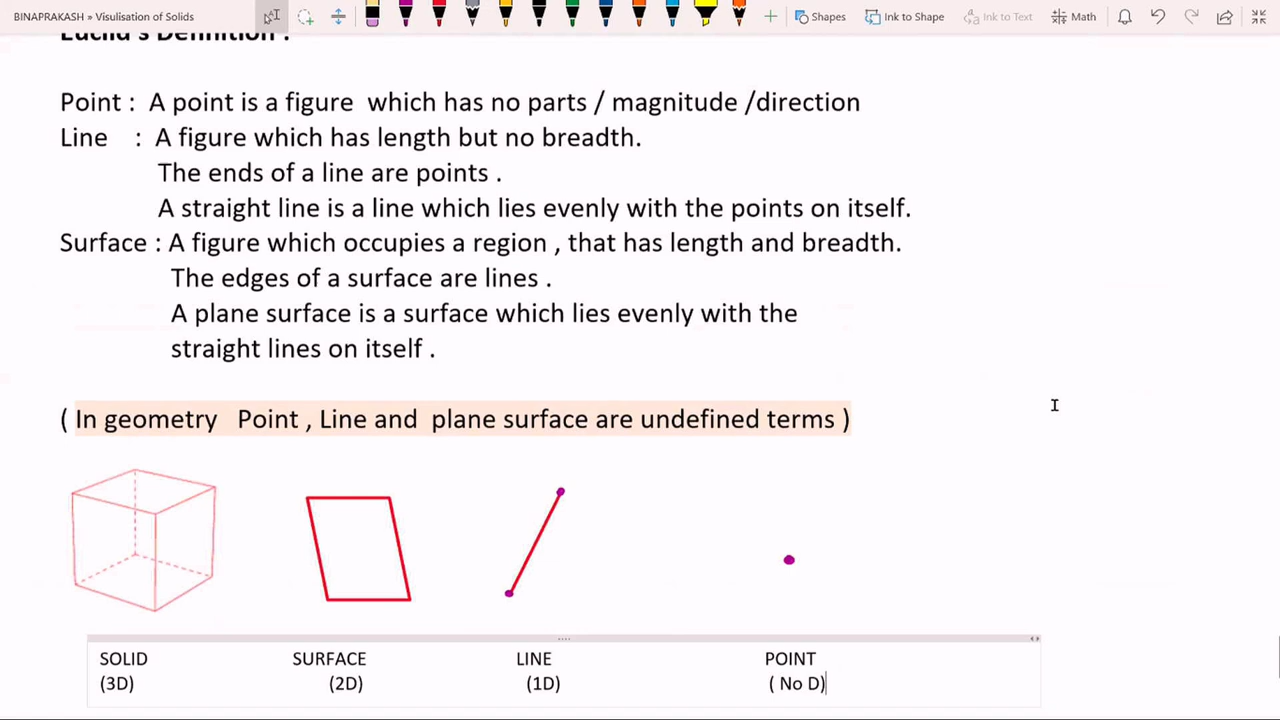 BINAPRAKASH » Visulisation of Solids
Shapes
Ink to Shape
Ink to Text
Math
Euclid's Definition :
Point : A point is a figure which has no parts / magnitude /direction
Line : A figure which has length but no breadth.
The ends of a line are points .
A straight line is a line which lies evenly with the points on itself.
Surface : A figure which occupies a region , that has length and breadth.
The edges of a surface are lines .
A plane surface is a surface which lies evenly with the
straight lines on itself .
( In geometry Point , Line and plane surface are undefined terms )
SOLID SURFACE LINE POINT
(3D) (2D) (1D) ( No D)